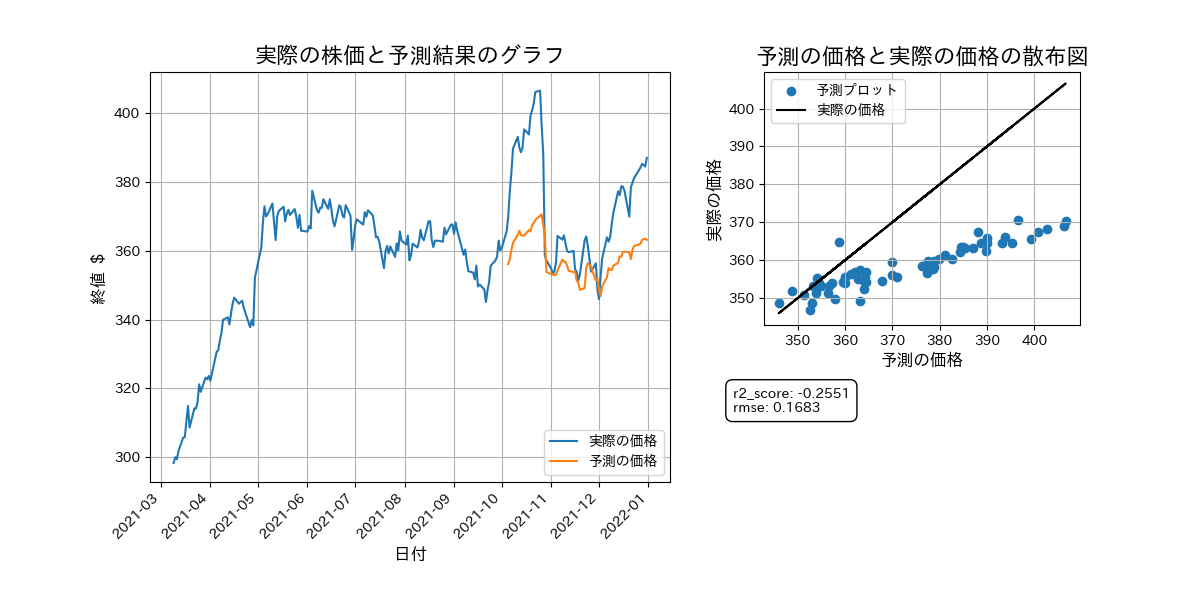 実際の株価と予測結果のグラフ
終値 $
400
380
360
340
320
300
2021-03
2021-04
2021-05
2021-06
2021-07
2021-08
2021-09
2021-10
2021-11
2021-12
2022-01
日付
実際の価格
予測の価格
予測の価格と実際の価格の散布図
予測プロット
実際の価格
実際の価格
400
390
380
370
360
350
350
360
370
380
390
400
予測の価格
r2_score: -0.2551
rmse: 0.1683